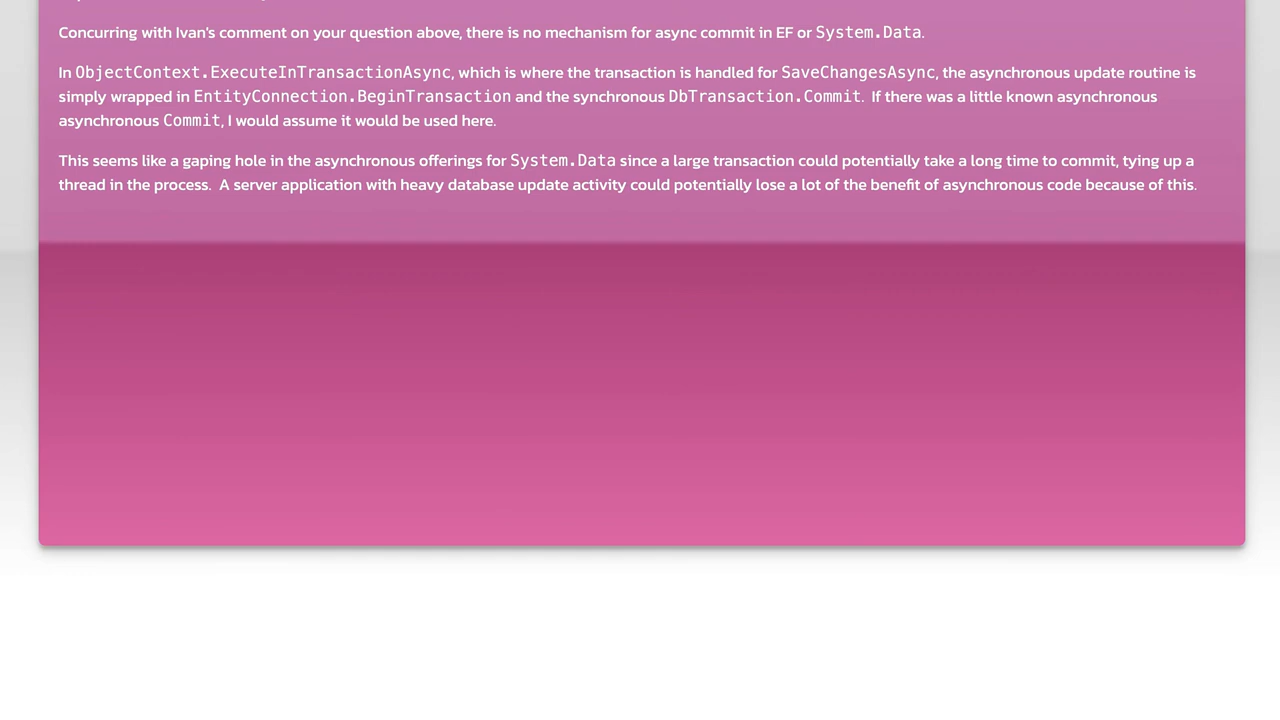 Concurring with Ivan's comment on your question above, there is no mechanism for async commit in EF or System.Data.
In ObjectContext.ExecuteInTransactionAsync, which is where the transaction is handled for SaveChangesAsync, the asynchronous update routine is
simply wrapped in EntityConnection.BeginTransaction and the synchronous DbTransaction.Commit.  If there was a little known asynchronous
asynchronous Commit, I would assume it would be used here.
This seems like a gaping hole in the asynchronous offerings for System.Data since a large transaction could potentially take a long time to commit, tying up a
thread in the process.  A server application with heavy database update activity could potentially lose a lot of the benefit of asynchronous code because of this.